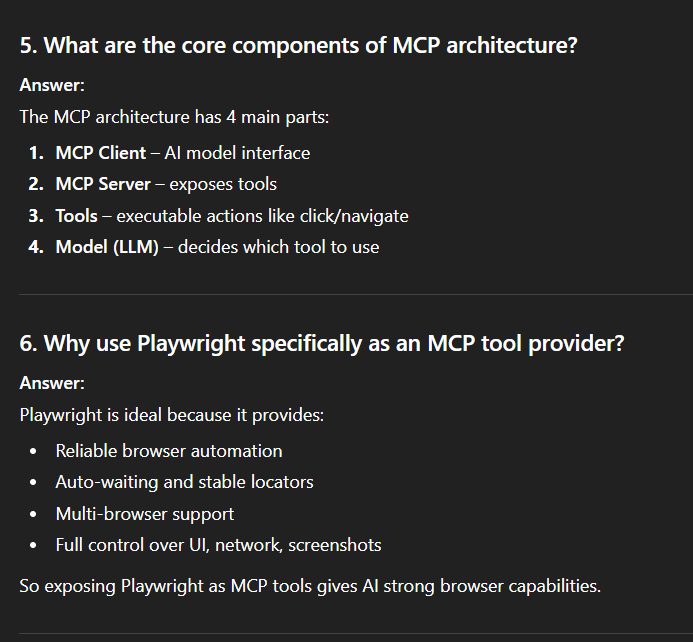 5. What are the core components of MCP architecture?
Answer:
The MCP architecture has 4 main parts:
1. MCP Client – AI model interface
2. MCP Server – exposes tools
3. Tools – executable actions like click/navigate
4. Model (LLM) – decides which tool to use
6. Why use Playwright specifically as an MCP tool provider?
Answer:
Playwright is ideal because it provides:
• Reliable browser automation
• Auto-waiting and stable locators
• Multi-browser support
• Full control over UI, network, screenshots
So exposing Playwright as MCP tools gives AI strong browser capabilities.